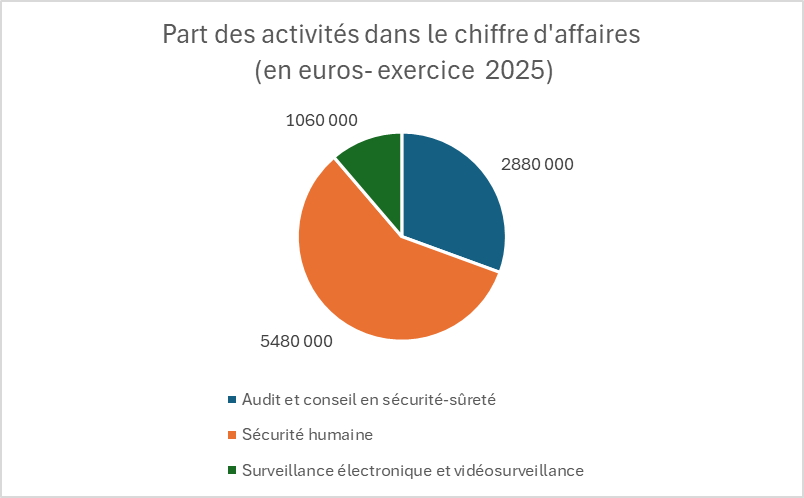 Part des activités dans le chiffre d'affaires
(en euros- exercice 2025)
1060 000
2880 000
5480 000
Audit et conseil en sécurité-sûreté
Sécurité humaine
Surveillance électronique et vidéosurveillance